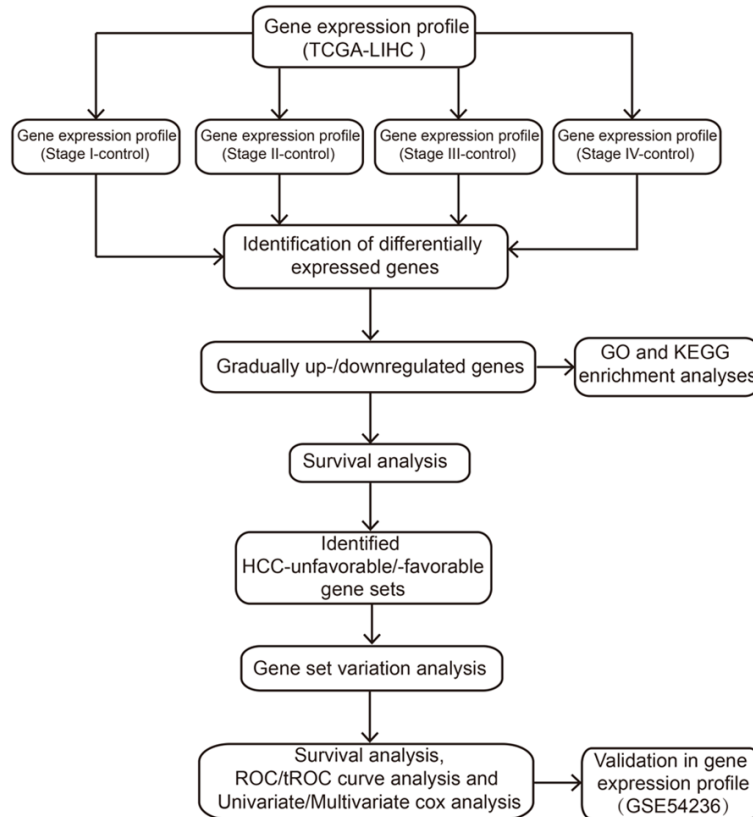 Gene expression profile
(TCGA-LIHC )
Gene expression profile
(Stage I-control)
Gene expression profile
(Stage II-control)
Gene expression profile
(Stage III-control)
Gene expression profile
(Stage IV-control)
Identification of differentially
expressed genes
Gradually up-/downregulated genes
GO and KEGG
enrichment analyses
Survival analysis
Identified
HCC-unfavorable/-favorable
gene sets
Gene set variation analysis
Survival analysis,
ROC/tROC curve analysis and
Univariate/Multivariate cox analysis
Validation in gene
expression profile
（GSE54236）